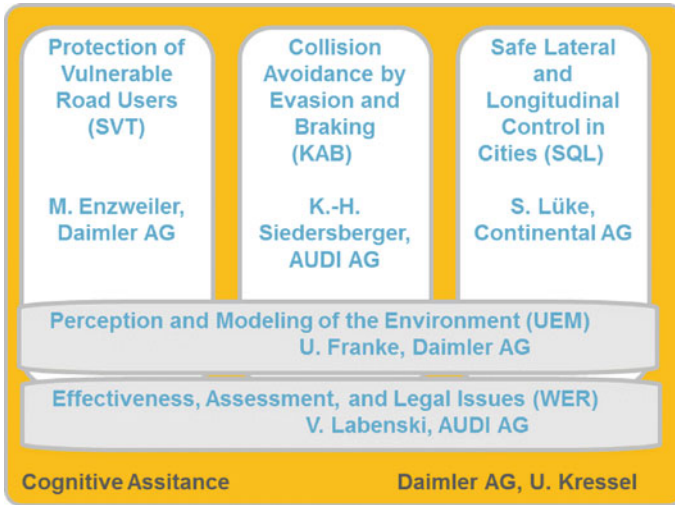 Protection of
Vulnerable
Road Users
(SVT)
M. Enzweiler,
Daimler AG
Collision
Avoidance by
Evasion and
Braking
(KAB)
K.-H.
Siedersberger,
AUDI AG
Safe Lateral
and
Longitudinal
Control in
Cities (SQL)
S. Lüke,
Continental AG
Perception and Modeling of the Environment (UEM)
U. Franke, Daimler AG
Effectiveness, Assessment, and Legal Issues (WER)
V. Labenski, AUDI AG
Cognitive Assitance Daimler AG, U. Kressel